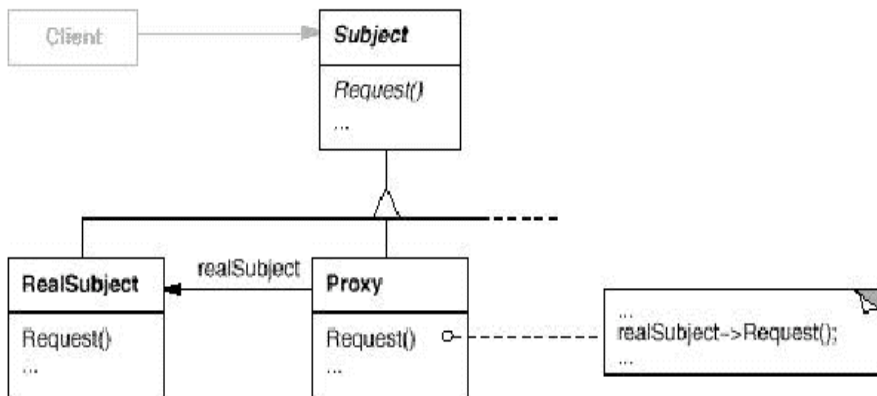 Client
Subject
Request()
...
RealSubject
Request()
...
realSubject
Proxy
Request()
...
...
realSubject->Request();
...